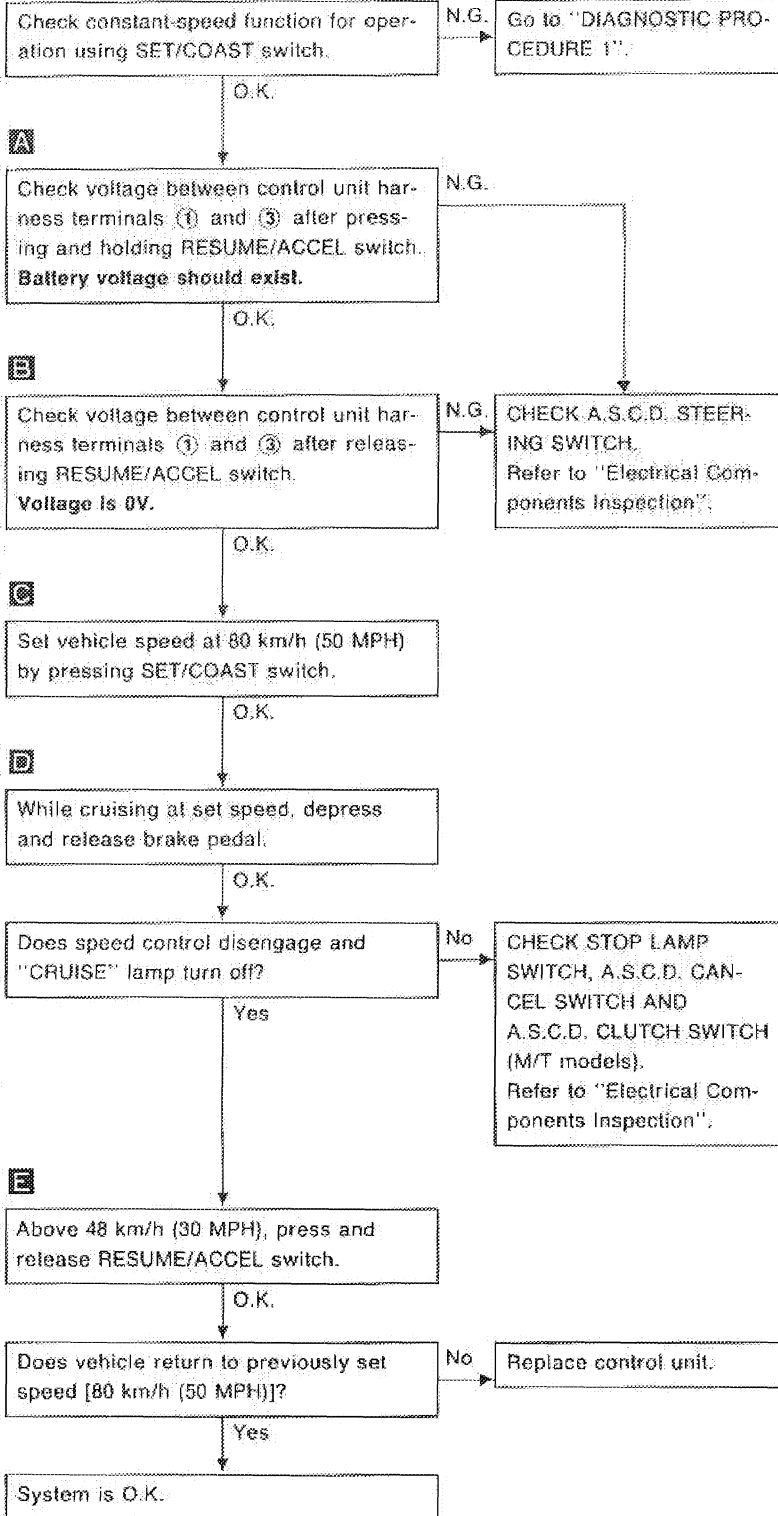 Check constant-speed function for oper-
ation using SET/COAST switch.
N.G.
Go to "DIAGNOSTIC PRO-
CEDURE 1".
O.K.
A
Check voltage between control unit har-
ness terminals ① and ③ after press-
ing and holding RESUME/ACCEL switch.
Battery voltage should exist.
N.G.
O.K.
B
Check voltage between control unit har-
ness terminals ① and ③ after releas-
ing RESUME/ACCEL switch.
Voltage is 0V.
N.G.
CHECK A.S.C.D. STEER-
ING SWITCH.
Refer to "Electrical Com-
ponents Inspection".
O.K.
C
Set vehicle speed at 80 km/h (50 MPH)
by pressing SET/COAST switch.
O.K.
D
While cruising at set speed, depress
and release brake pedal.
O.K.
Does speed control disengage and
"CRUISE" lamp turn off?
No
CHECK STOP LAMP
SWITCH, A.S.C.D. CAN-
CEL SWITCH AND
A.S.C.D. CLUTCH SWITCH
(M/T models).
Refer to "Electrical Com-
ponents Inspection".
Yes
E
Above 48 km/h (30 MPH), press and
release RESUME/ACCEL switch.
O.K.
Does vehicle return to previously set
speed [80 km/h (50 MPH)]?
No
Replace control unit.
Yes
System is O.K.